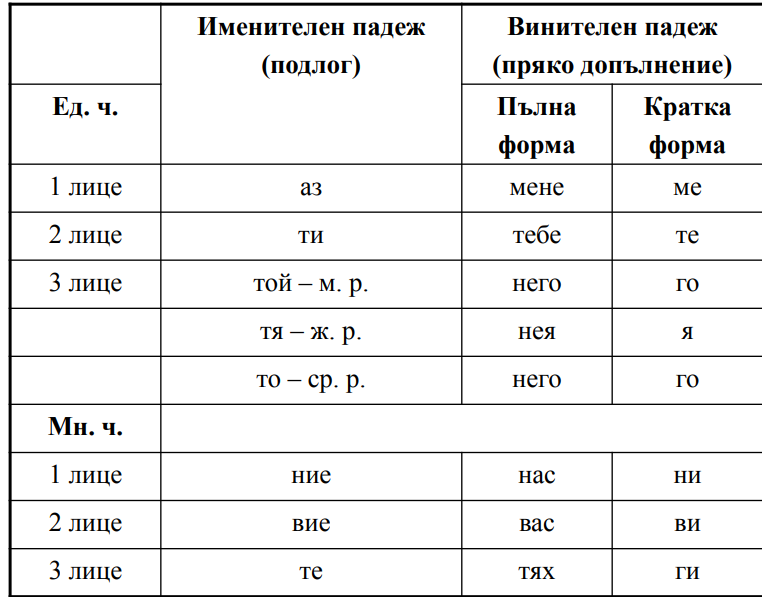 Именителен падеж Винителен падеж
(подлог) (пряко допълнение)
Ед. ч. Пълна Кратка
форма форма
1 лице аз мене ме
2 лице ти тебе те
3 лице той – м. р. него го
тя – ж. р. нея я
то – ср. р. него го
Мн. ч.
1 лице ние нас ни
2 лице вие вас ви
3 лице те тях ги